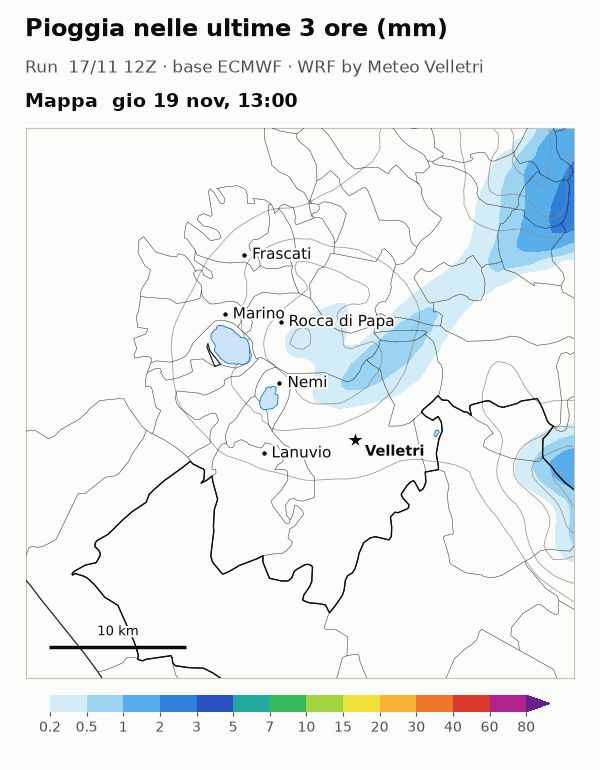 Pioggia nelle ultime 3 ore (mm)
Run  17/11 12Z · base ECMWF · WRF by Meteo Velletri
Mappa  gio 19 nov, 13:00
Frascati
Marino
Rocca di Papa
Nemi
Velletri
Lanuvio
10 km
0.2 0.5 1 2 3 5 7 10 15 20 30 40 60 80